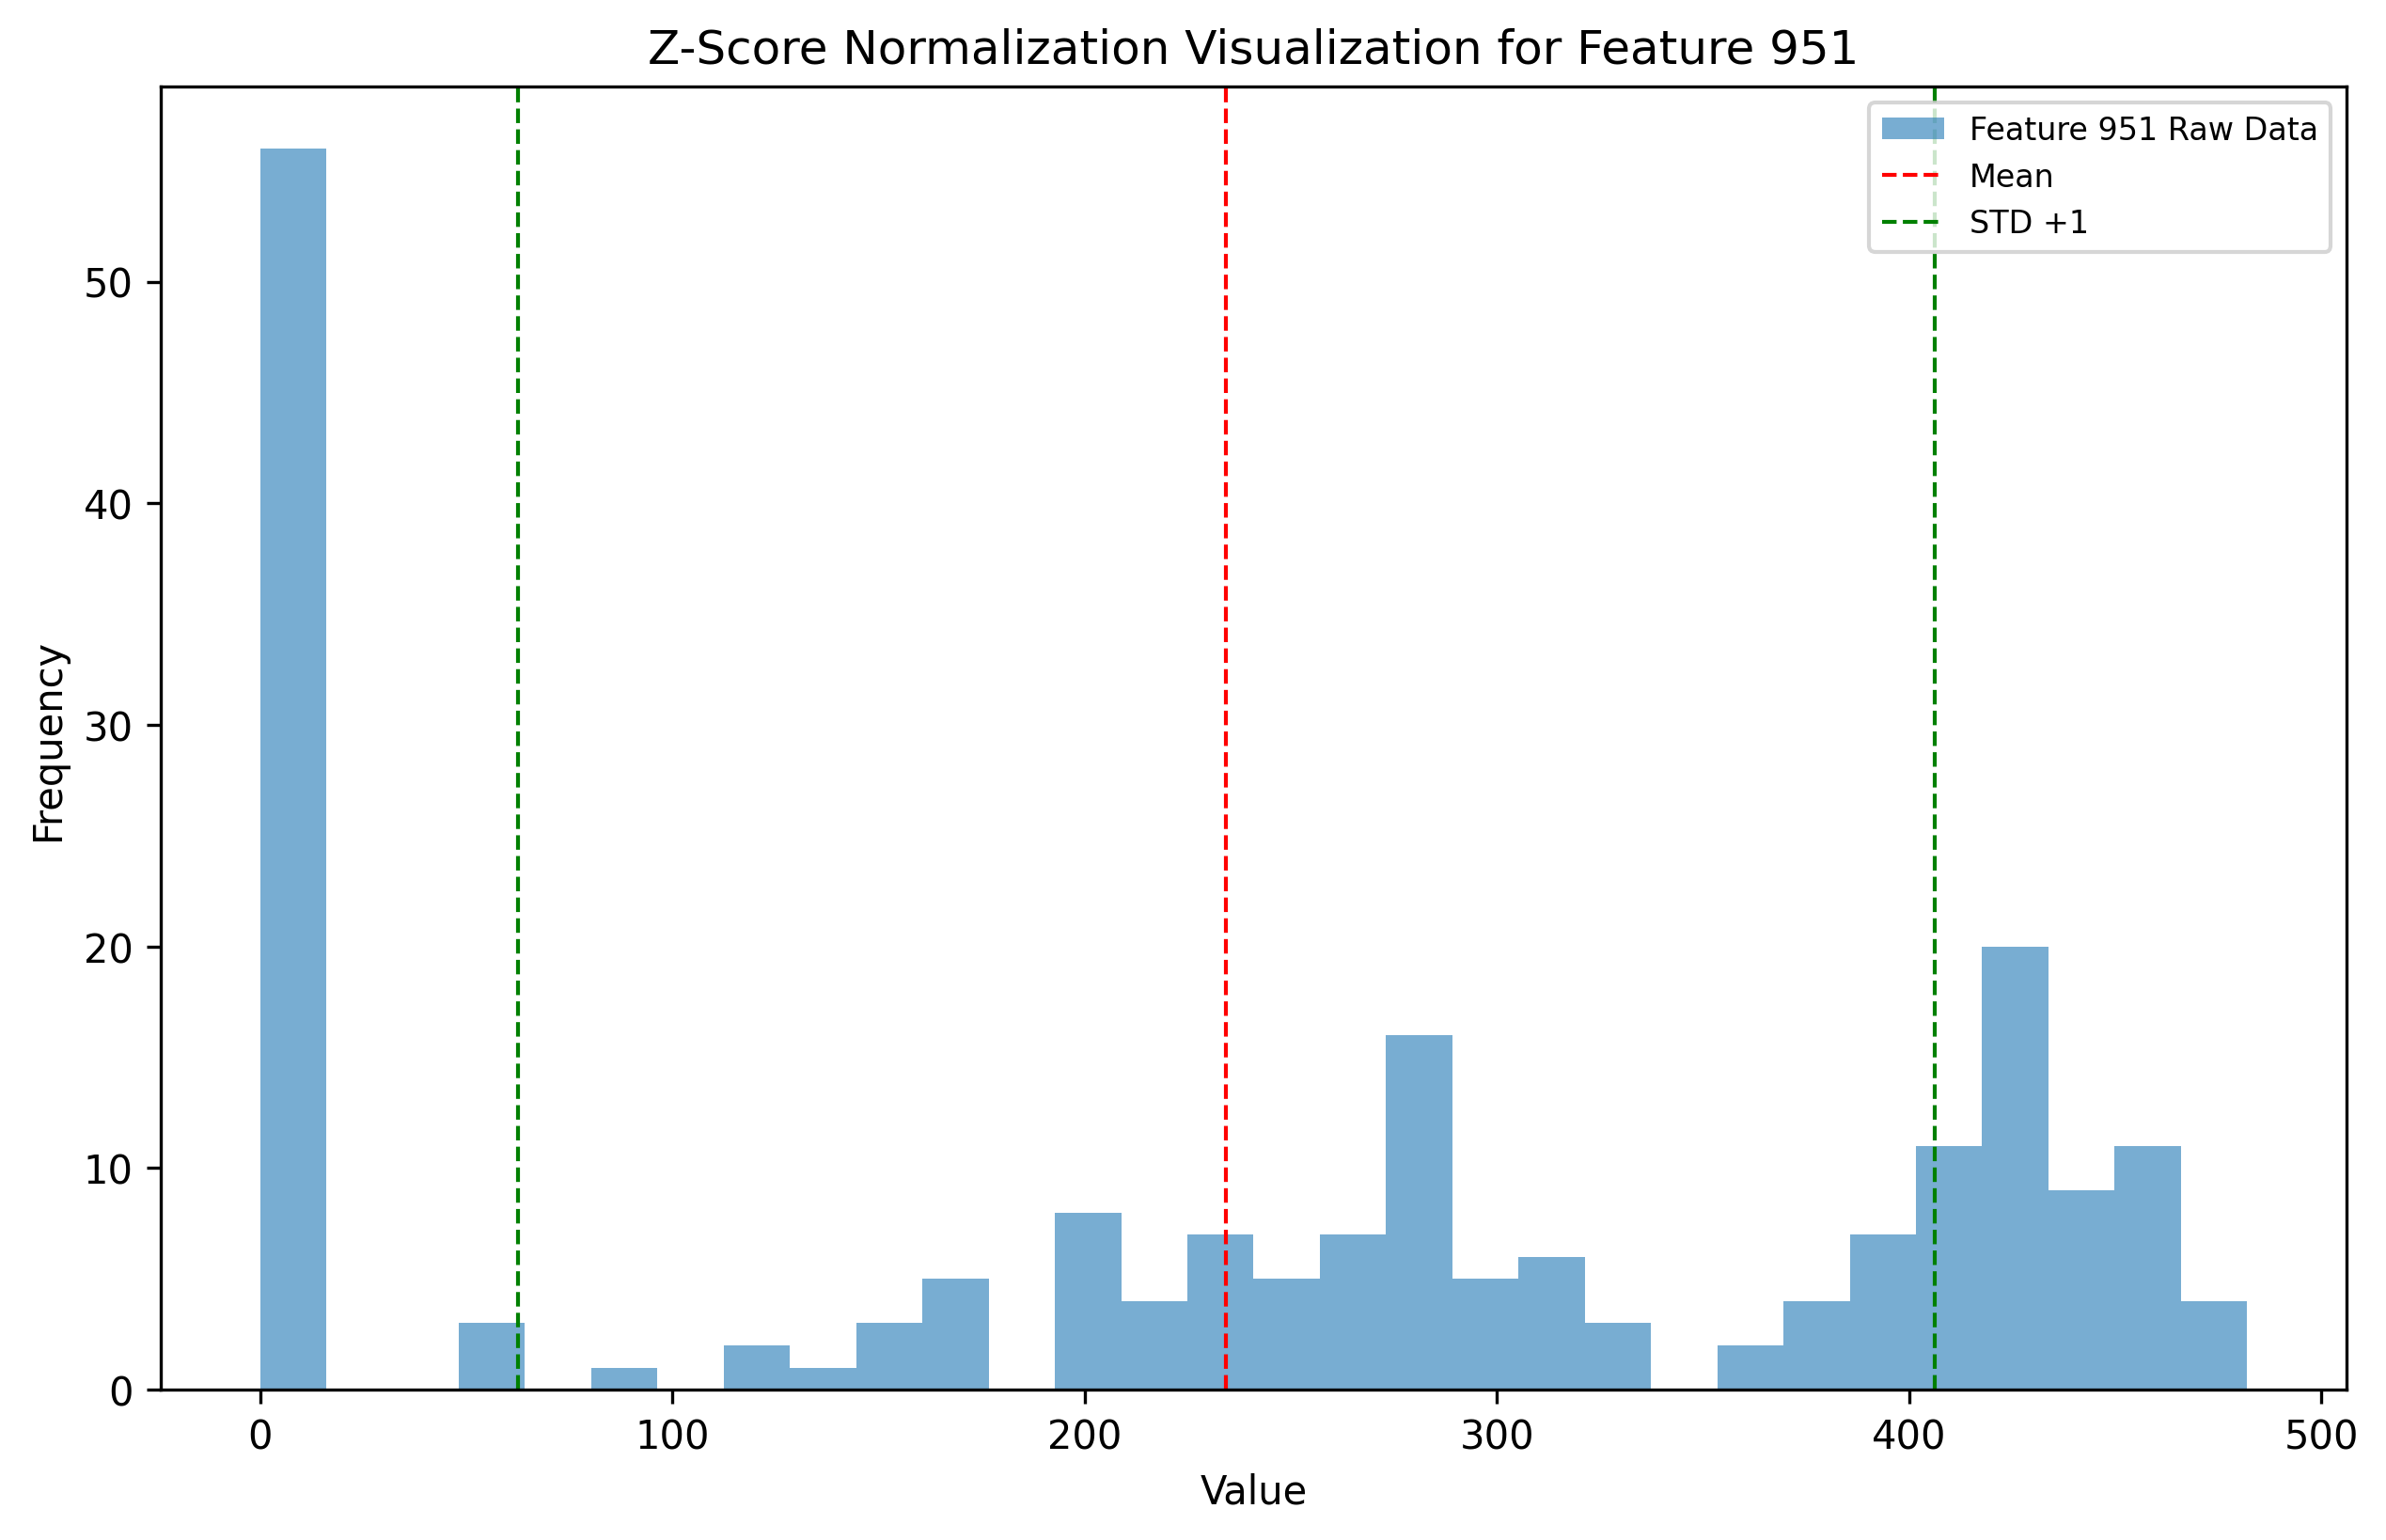 Z-Score Normalization Visualization for Feature 951
Feature 951 Raw Data
Mean
STD +1
50
40
30
20
10
0
Frequency
0 100 200 300 400 500
Value